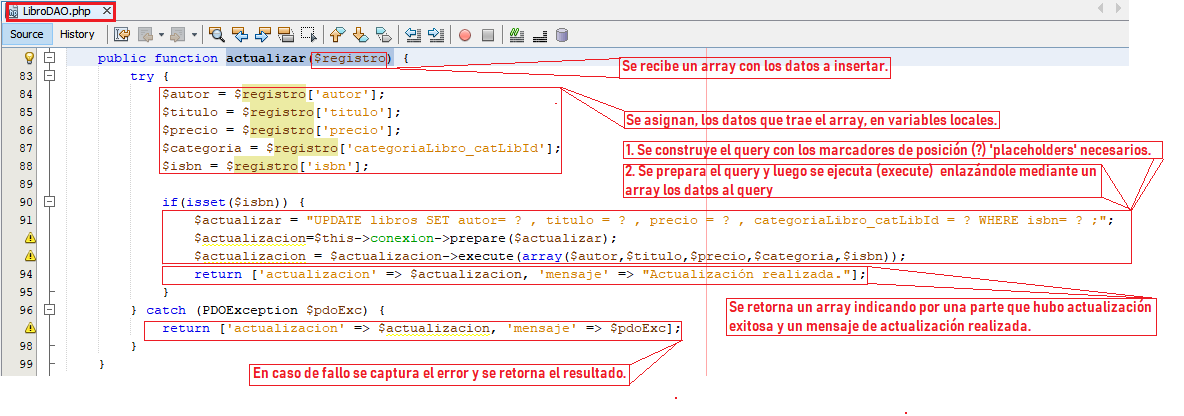 LibroDAO.php
Source History
public function actualizar($registro) {
Se recibe un array con los datos a insertar.
83 try {
84 $autor = $registro['autor'];
85 $titulo = $registro['titulo'];
Se asignan, los datos que trae el array, en variables locales.
86 $precio = $registro['precio'];
87 $categoria = $registro['categoriaLibro_catLibId'];
1. Se construye el query con los marcadores de posición (?) 'placeholders' necesarios.
88 $isbn = $registro['isbn'];
2. Se prepara el query y luego se ejecuta (execute) enlazándole mediante un
array los datos al query
89
90 if(isset($isbn)) {
91 $actualizar = "UPDATE libros SET autor= ? , titulo = ? , precio = ? , categoriaLibro_catLibId = ? WHERE isbn= ? ;";
$actualizacion=$this->conexion->prepare($actualizar);
$actualizacion = $actualizacion->execute(array($autor,$titulo,$precio,$categoria,$isbn));
94 return ['actualizacion' => $actualizacion, 'mensaje' => "Actualización realizada."];
95 }
Se retorna un array indicando por una parte que hubo actualización
exitosa y un mensaje de actualización realizada.
96 } catch (PDOException $pdoExc) {
return ['actualizacion' => $actualizacion, 'mensaje' => $pdoExc];
98 }
99 }
En caso de fallo se captura el error y se retorna el resultado.